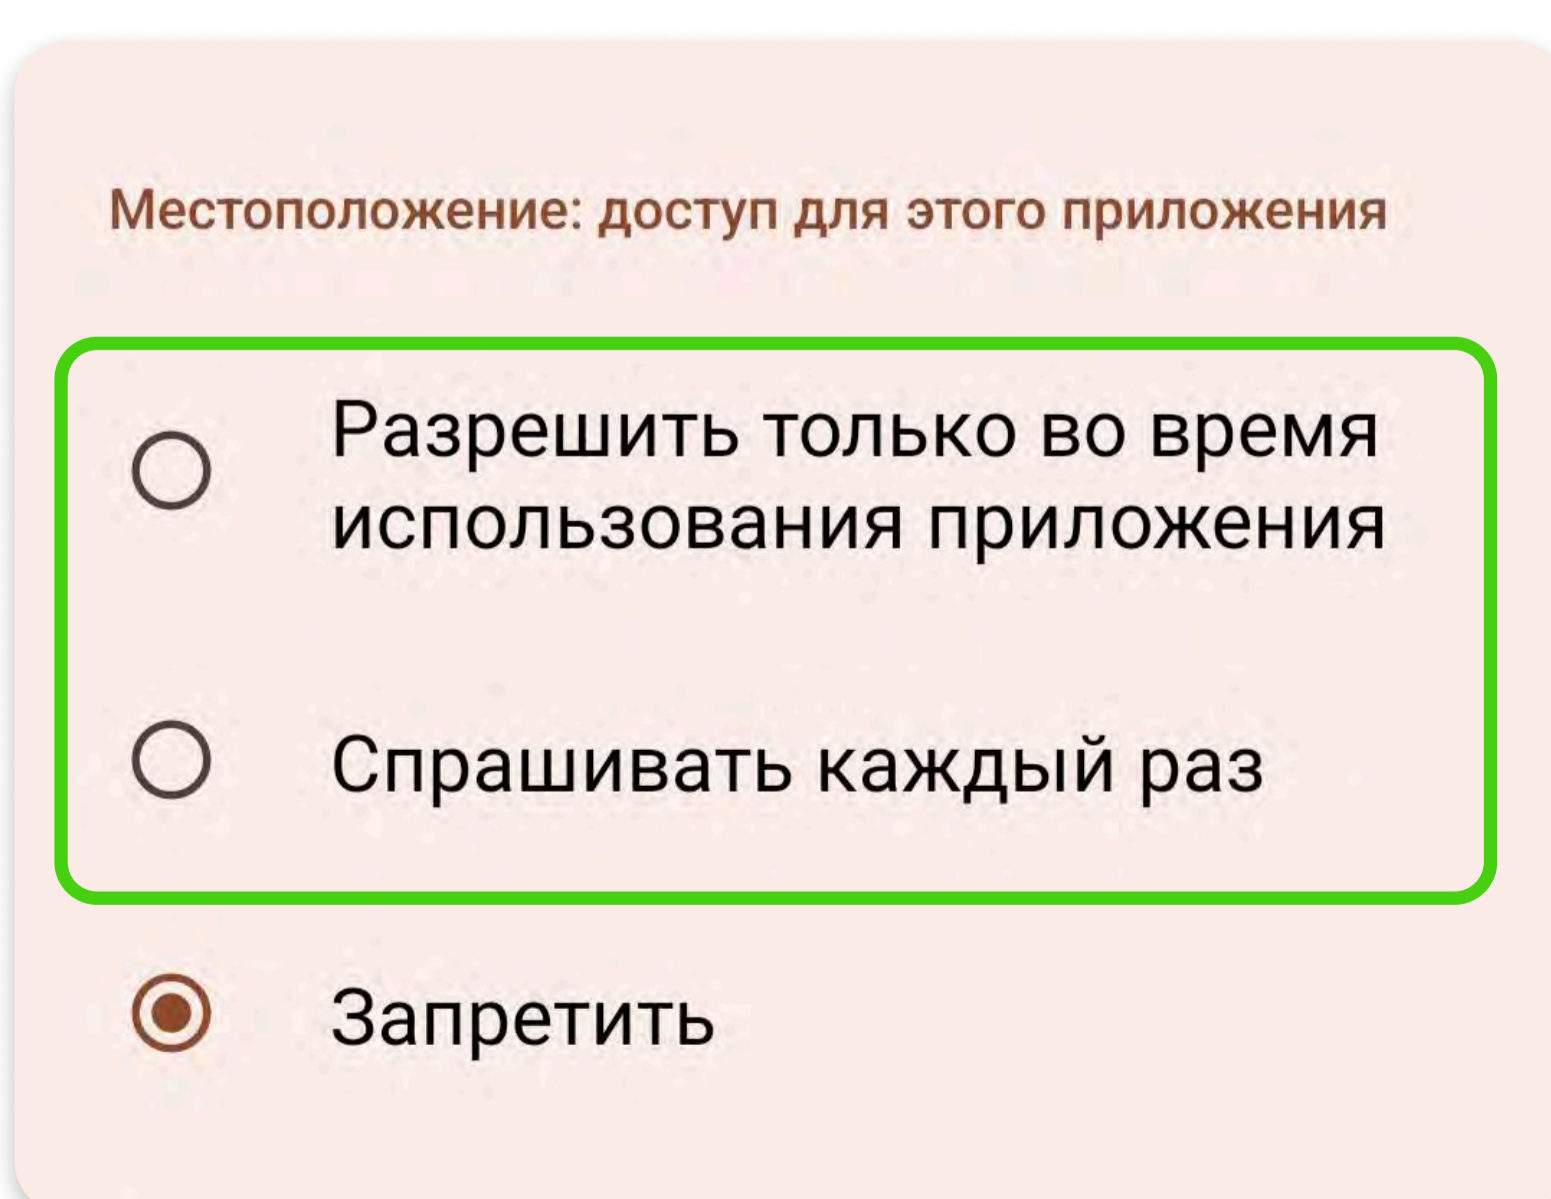 Местоположение: доступ для этого приложения
Разрешить только во время
использования приложения
Спрашивать каждый раз
Запретить